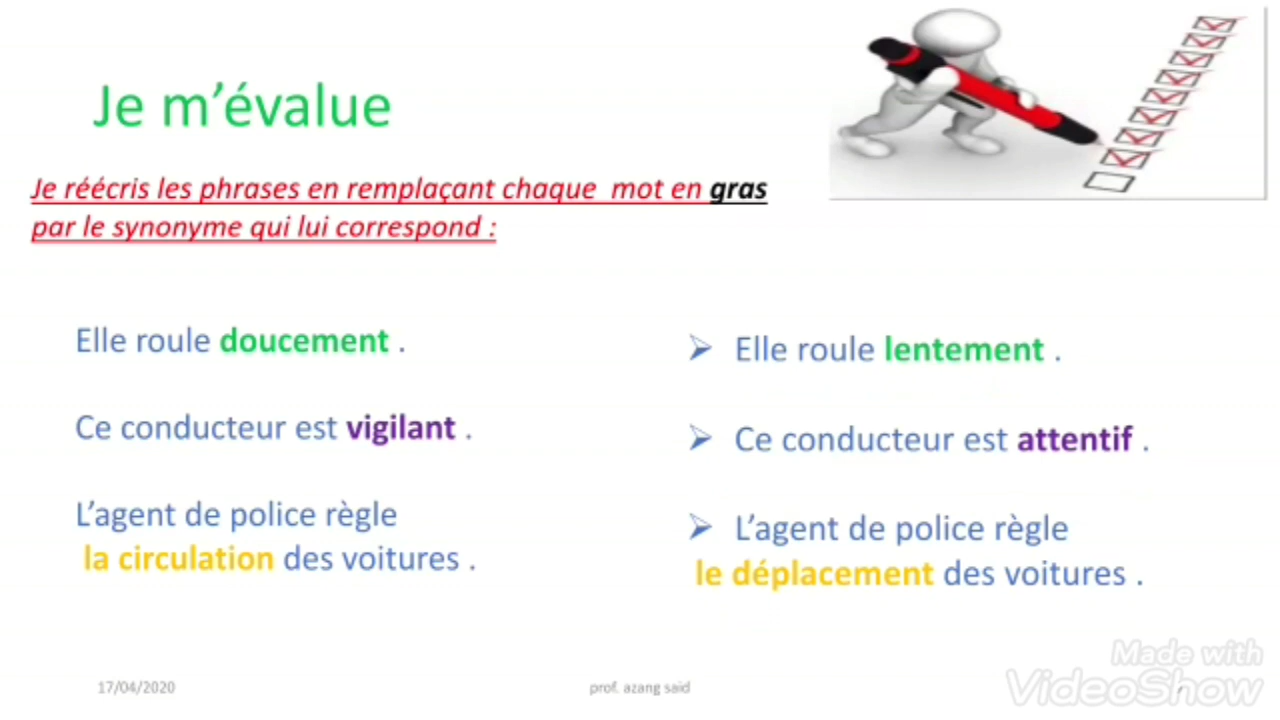 Je m’évalue
Je réécris les phrases en remplaçant chaque mot en gras
par le synonyme qui lui correspond :
Elle roule doucement .
Ce conducteur est vigilant .
L’agent de police règle
la circulation des voitures .
➢ Elle roule lentement .
➢ Ce conducteur est attentif .
➢ L’agent de police règle
le déplacement des voitures .
17/04/2020
prof. azang said
Made with
VideoShow